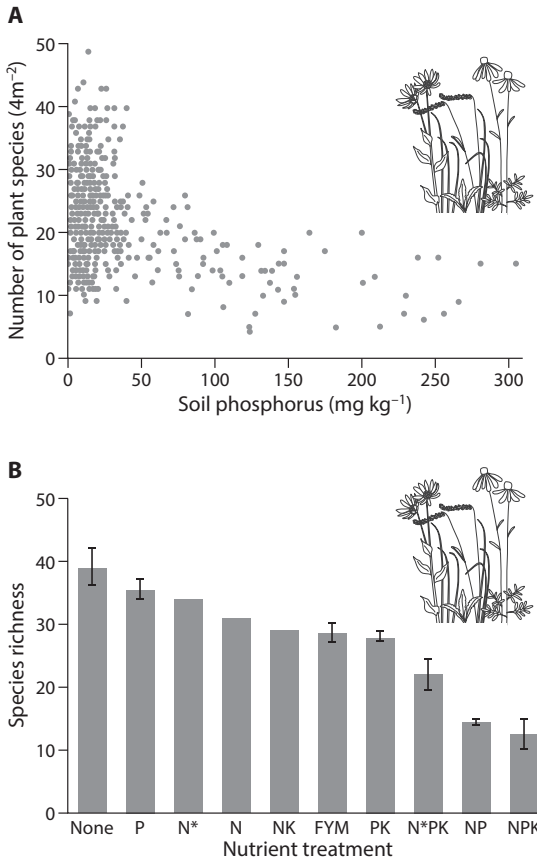 A
50
40
30
20
10
0
Number of plant species (4m⁻²)
0 50 100 150 200 250 300
Soil phosphorus (mg kg⁻¹)
B
50
40
30
20
10
0
Species richness
None P N* N NK FYM PK N*PK NP NPK
Nutrient treatment